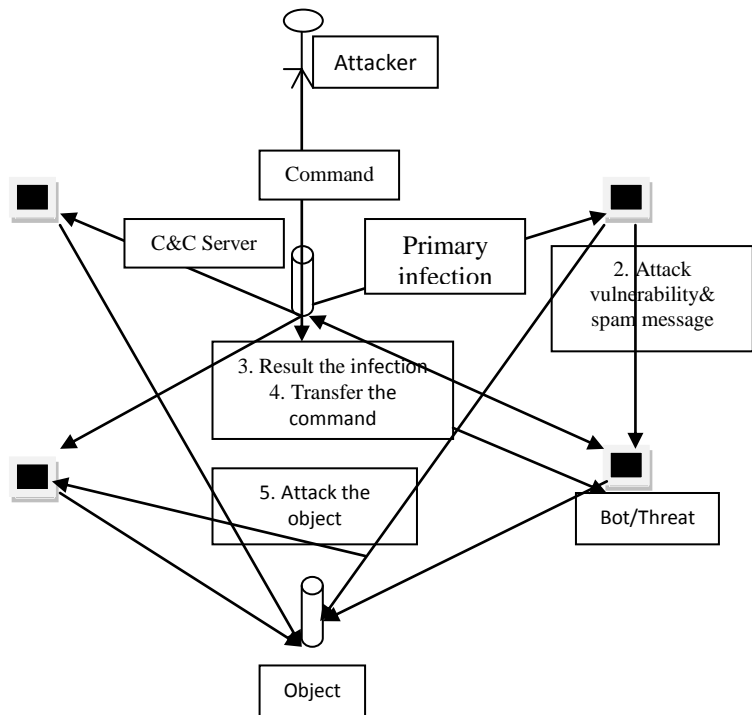 Attacker
Command
C&C Server
Primary
infection
2. Attack
vulnerability&
spam message
3. Result the infection
4. Transfer the
command
5. Attack the
object
Bot/Threat
Object